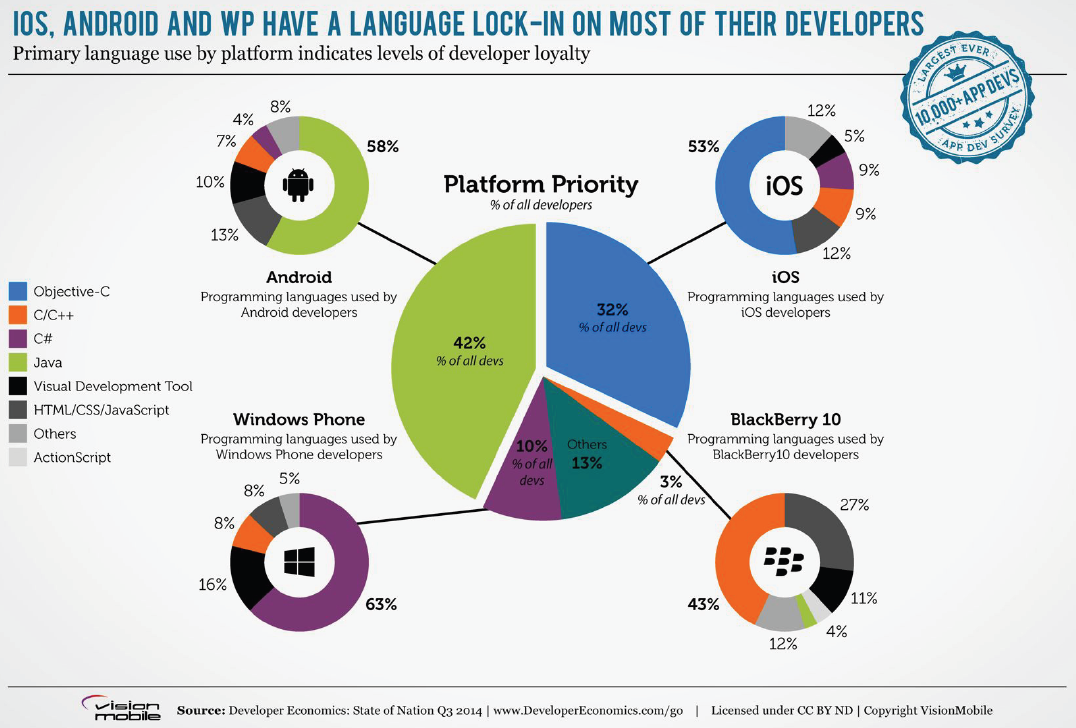 IOS, ANDROID AND WP HAVE A LANGUAGE LOCK-IN ON MOST OF THEIR DEVELOPERS
Primary language use by platform indicates levels of developer loyalty
LARGEST EVER
10,000+ APP DEVS
APP DEV SURVEY
8%
4%
7%
10%
13%
58%
Android
Programming languages used by
Android developers
Platform Priority
% of all developers
42%
% of all devs
32%
% of all devs
10%
% of all
devs
Others
13%
3%
% of all devs
12%
5%
9%
9%
12%
53%
iOS
iOS
Programming languages used by
iOS developers
Objective-C
C/C++
C#
Java
Visual Development Tool
HTML/CSS/JavaScript
Others
ActionScript
Windows Phone
Programming languages used by
Windows Phone developers
5%
8%
8%
16%
63%
BlackBerry 10
Programming languages used by
BlackBerry10 developers
27%
11%
4%
12%
43%
vision
mobile
Source: Developer Economics: State of Nation Q3 2014 | www.DeveloperEconomics.com/go | Licensed under CC BY ND | Copyright VisionMobile